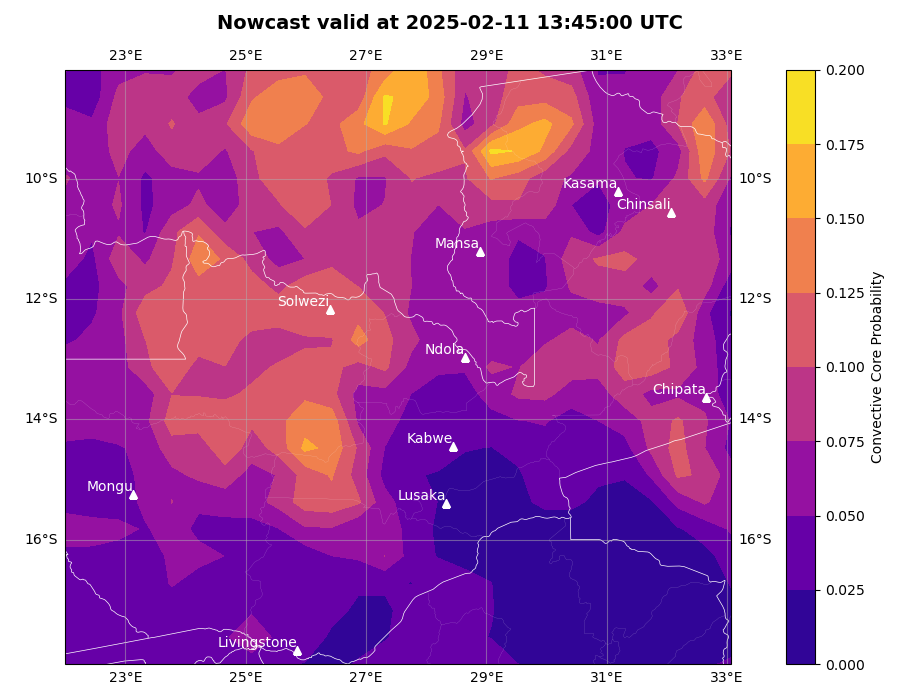 Nowcast valid at 2025-02-11 13:45:00 UTC
23°E 25°E 27°E 29°E 31°E 33°E
0.200
0.175
0.150
0.125
0.100
0.075
0.050
0.025
0.000
Convective Core Probability
10°S 10°S
12°S 12°S
14°S 14°S
16°S 16°S
Kasama
Chinsali
Mansa
Solwezi
Ndola
Chipata
Kabwe
Mongu
Lusaka
Livingstone
23°E 25°E 27°E 29°E 31°E 33°E